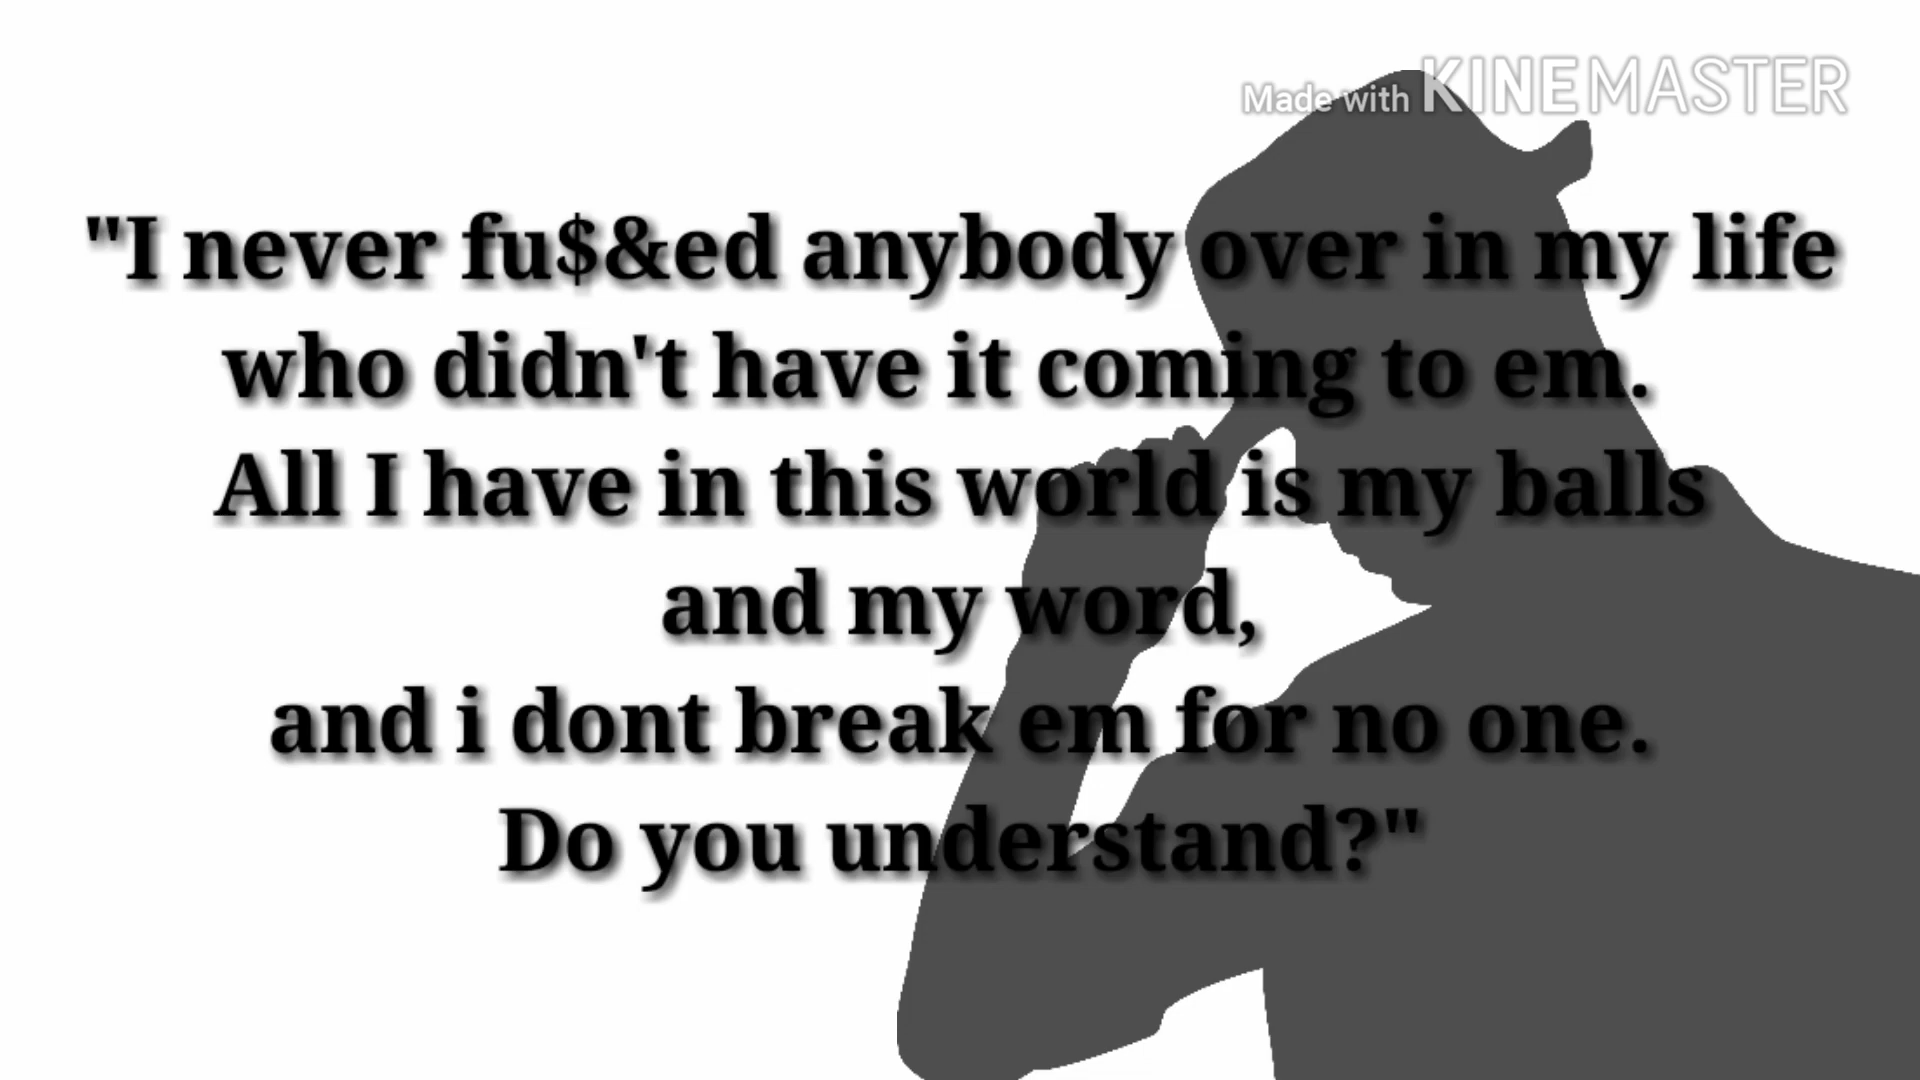 Made with KINEMASTER
"I never fu$&ed anybody over in my life
who didn't have it coming to em.
All I have in this world is my balls
and my word,
and i dont break em for no one.
Do you understand?"